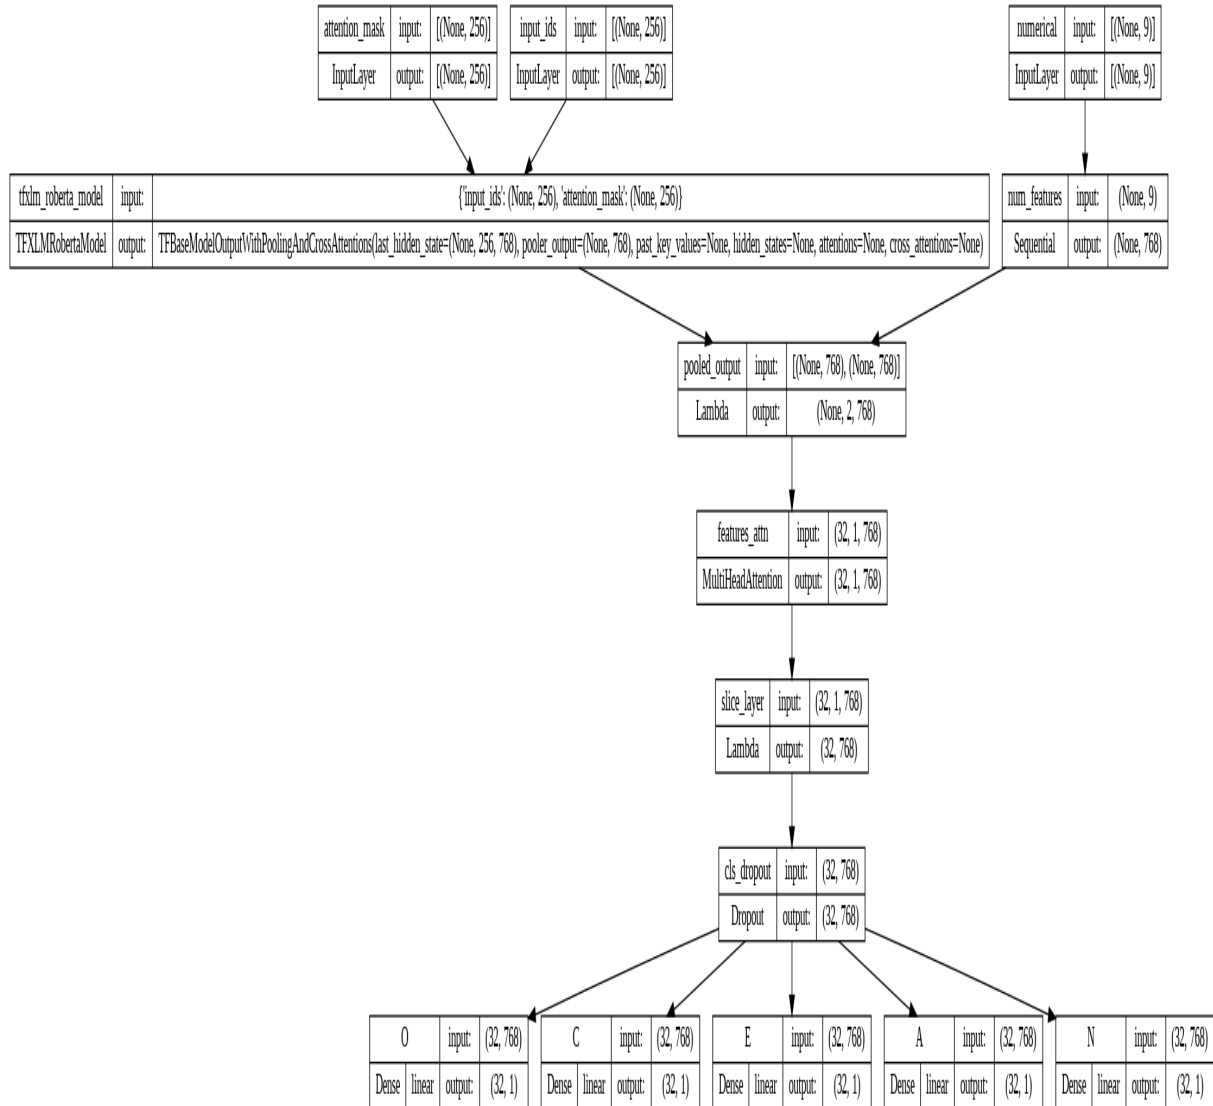 attention_mask input: [(None, 256)]
InputLayer output: [(None, 256)]
input_ids input: [(None, 256)]
InputLayer output: [(None, 256)]
numerical input: [(None, 9)]
InputLayer output: [(None, 9)]
tfxlm_roberta_model input: {'input_ids': (None, 256), 'attention_mask': (None, 256)}
TFXLMRobertaModel output: TFBaseModelOutputWithPoolingAndCrossAttentions(last_hidden_state=(None, 256, 768), pooler_output=(None, 768), past_key_values=None, hidden_states=None, attentions=None, cross_attentions=None)
num_features input: (None, 9)
Sequential output: (None, 768)
pooled_output input: [(None, 768), (None, 768)]
Lambda output: (None, 2, 768)
features_attn input: (32, 1, 768)
MultiHeadAttention output: (32, 1, 768)
slice_layer input: (32, 1, 768)
Lambda output: (32, 768)
cls_dropout input: (32, 768)
Dropout output: (32, 768)
O input: (32, 768)
Dense linear output: (32, 1)
C input: (32, 768)
Dense linear output: (32, 1)
E input: (32, 768)
Dense linear output: (32, 1)
A input: (32, 768)
Dense linear output: (32, 1)
N input: (32, 768)
Dense linear output: (32, 1)